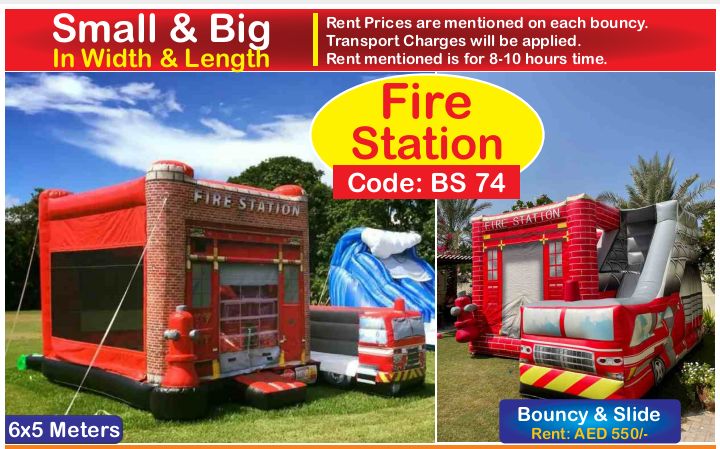 Small & Big
In Width & Length
Rent Prices are mentioned on each bouncy.
Transport Charges will be applied.
Rent mentioned is for 8-10 hours time.
Fire
Station
Code: BS 74
FIRE STATION
FIRE STATION
6x5 Meters
Bouncy & Slide
Rent: AED 550/-